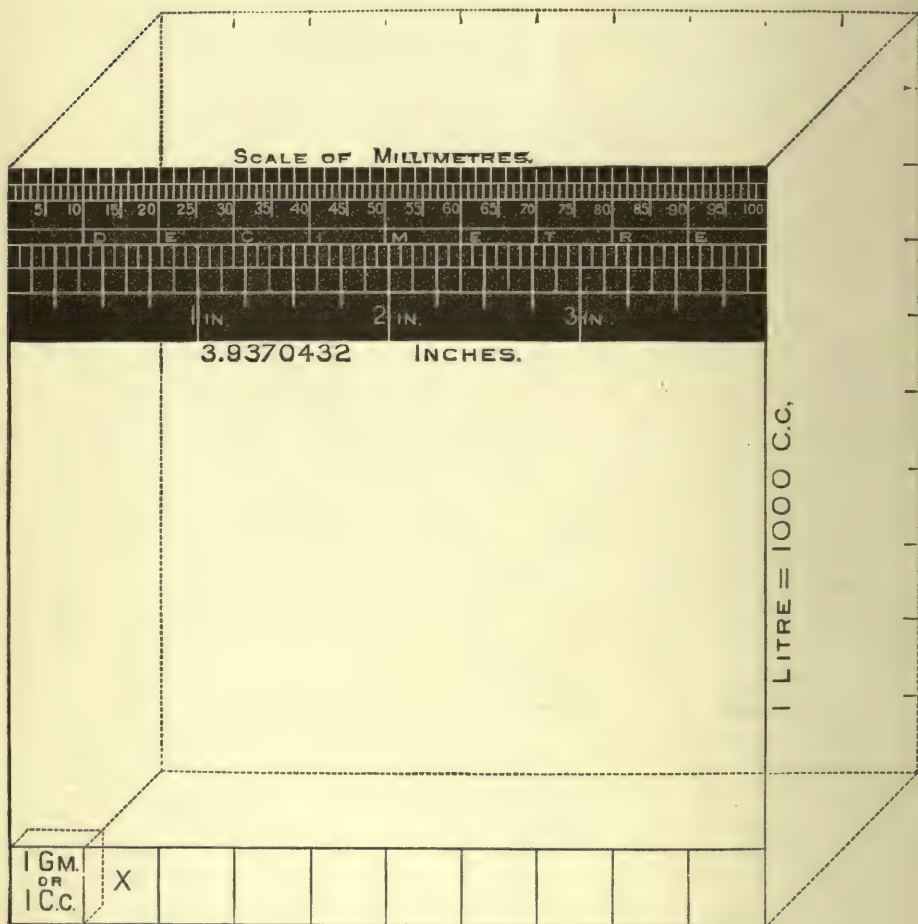 SCALE OF MILLIMETRES.
5 10 15 20 25 30 35 40 45 50 55 60 65 70 75 80 85 90 95 100
DECIMETRE
1 IN. 2 IN. 3 IN.
3.9370432 INCHES.
1 LITRE = 1000 C.C,
1 GM.
OR
1 C.C.
X